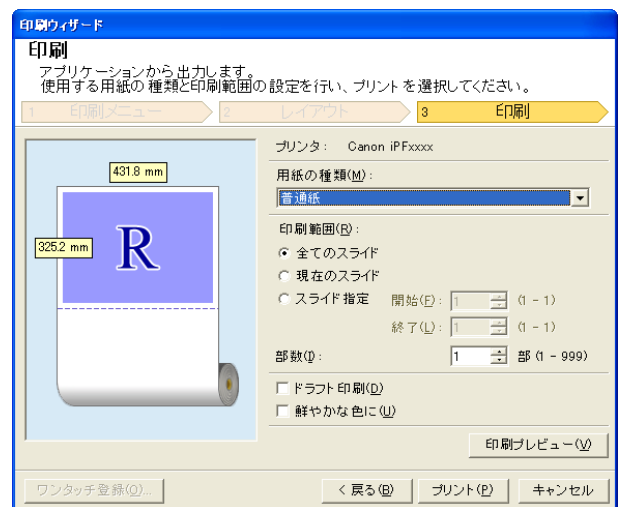 印刷ウィザード
印刷
アプリケーションから出力します。
使用する用紙の種類と印刷範囲の設定を行い、プリントを選択してください。
1 印刷メニュー 2 レイアウト 3 印刷
プリンタ: Canon iPFxxxx
431.8 mm
用紙の種類(M):
普通紙
325.2 mm
R
印刷範囲(R):
全てのスライド
現在のスライド
スライド指定 開始(F): 1 (1 - 1)
終了(L): 1 (1 - 1)
部数(I): 1 部 (1 - 999)
ドラフト印刷(D)
鮮やかな色に(U)
印刷プレビュー(V)
ワンタッチ登録(O)... < 戻る(B) プリント(P) キャンセル